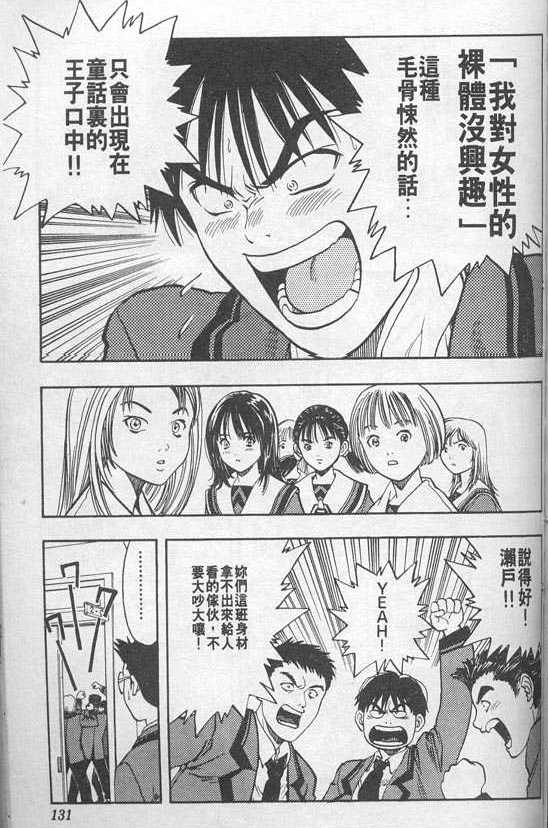 「我對女性的
裸體沒興趣」
這種
毛骨悚然的話…
只會出現在
童話裏的
王子口中!!
說得好！
瀨戶!!
YEAH！
妳們這班身材
拿不出來給人
看的傢伙，不
要大吵大嚷！
…………
ワワワ
131